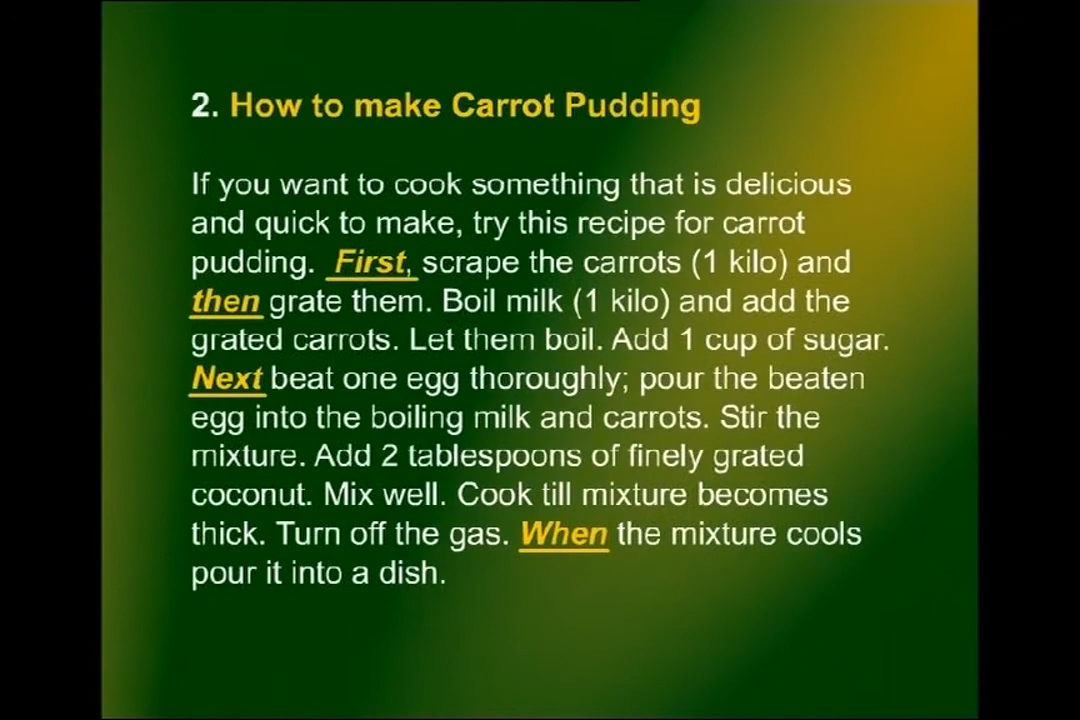 2. How to make Carrot Pudding
If you want to cook something that is delicious
and quick to make, try this recipe for carrot
pudding. First, scrape the carrots (1 kilo) and
then grate them. Boil milk (1 kilo) and add the
grated carrots. Let them boil. Add 1 cup of sugar.
Next beat one egg thoroughly; pour the beaten
egg into the boiling milk and carrots. Stir the
mixture. Add 2 tablespoons of finely grated
coconut. Mix well. Cook till mixture becomes
thick. Turn off the gas. When the mixture cools
pour it into a dish.